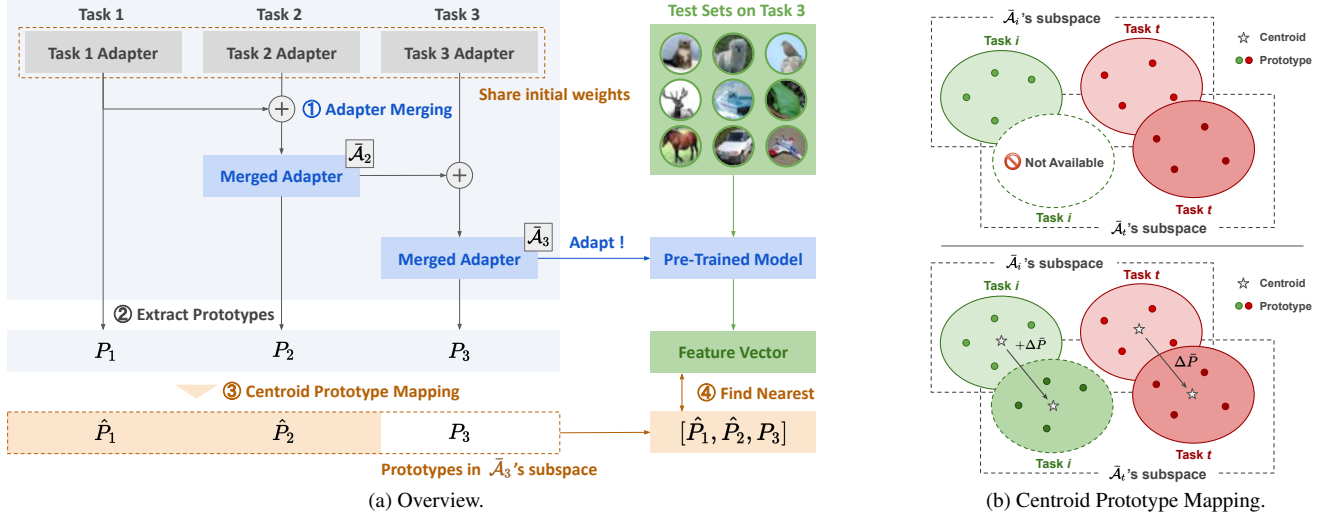 Task 1
Task 2
Task 3
Task 1 Adapter
Task 2 Adapter
Task 3 Adapter
Share initial weights
① Adapter Merging
+
Ā₂
Merged Adapter
+
Ā₃
Merged Adapter
Adapt !
② Extract Prototypes
P₁
P₂
P₃
③ Centroid Prototype Mapping
P̂₁
P̂₂
P₃
Prototypes in Ā₃'s subspace
Test Sets on Task 3
Pre-Trained Model
Feature Vector
④ Find Nearest
[P̂₁, P̂₂, P₃]
(a) Overview.
Āᵢ's subspace
Task i
Task t
Centroid
Prototype
Not Available
Task i
Āₜ's subspace
Āᵢ's subspace
Task i
Task t
Centroid
Prototype
+ΔP̄
ΔP̄
Task i
Task t
Āₜ's subspace
(b) Centroid Prototype Mapping.